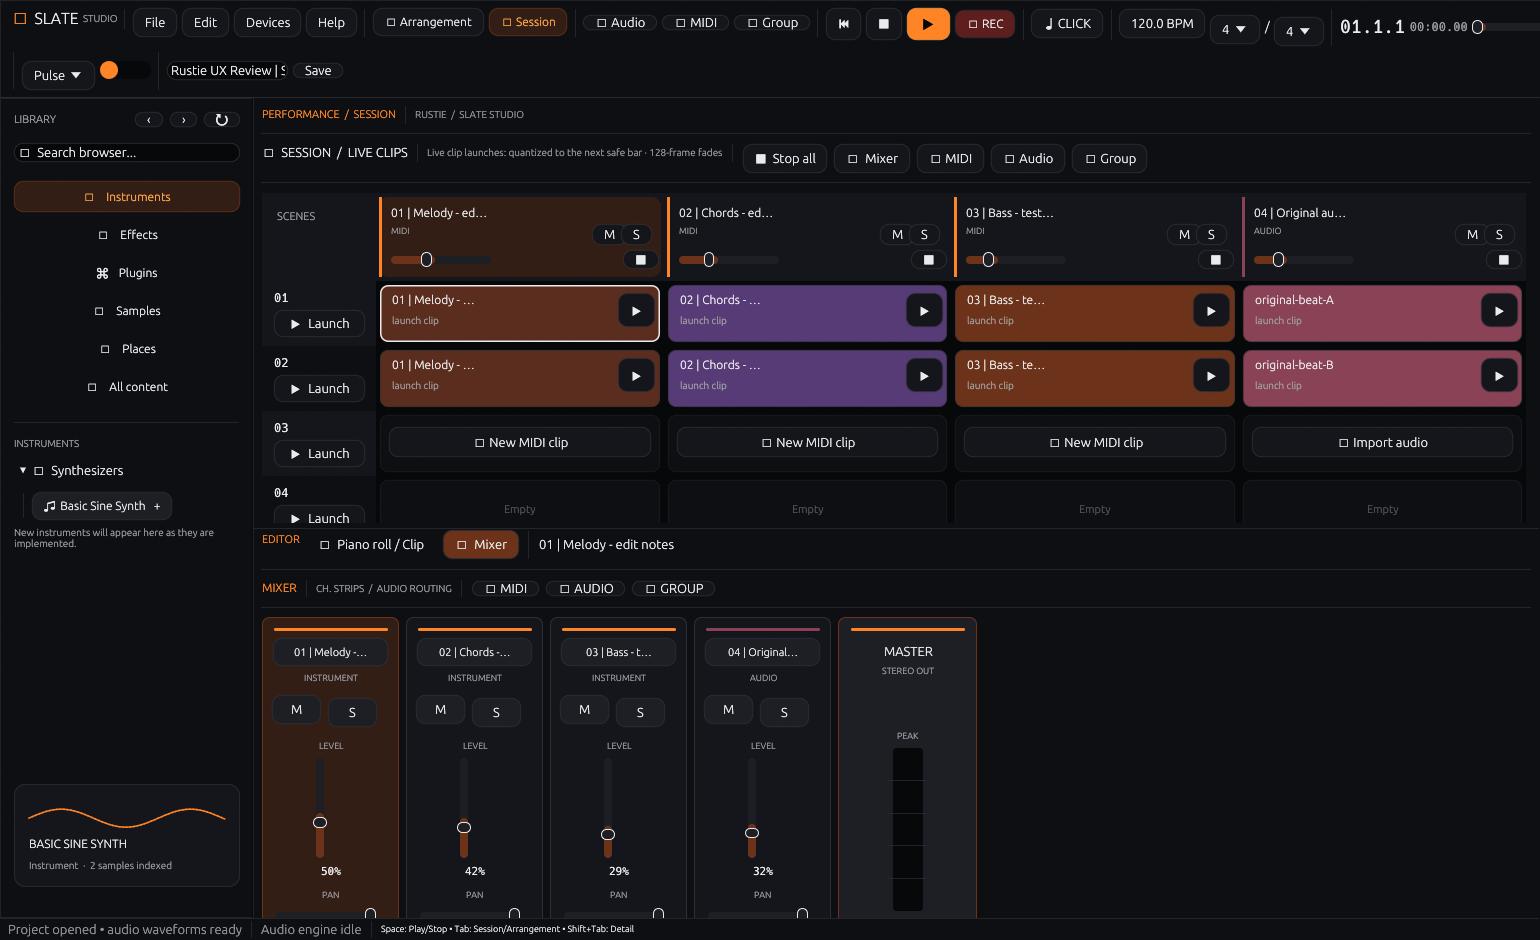 SLATE STUDIO File Edit Devices Help Arrangement Session Audio MIDI Group REC CLICK 120.0 BPM 4 / 4 01.1.1 00:00.00
Pulse Rustie UX Review | S Save
LIBRARY
Search browser...
Instruments
Effects
Plugins
Samples
Places
All content
INSTRUMENTS
Synthesizers
Basic Sine Synth +
New instruments will appear here as they are
implemented.
BASIC SINE SYNTH
Instrument · 2 samples indexed
PERFORMANCE / SESSION RUSTIE / SLATE STUDIO
SESSION / LIVE CLIPS Live clip launches: quantized to the next safe bar · 128-frame fades Stop all Mixer MIDI Audio Group
SCENES
01 | Melody - ed...
MIDI
M S
02 | Chords - ed...
MIDI
M S
03 | Bass - test...
MIDI
M S
04 | Original au...
AUDIO
M S
01
Launch
01 | Melody - ...
launch clip
02 | Chords - ...
launch clip
03 | Bass - te...
launch clip
original-beat-A
launch clip
02
Launch
01 | Melody - ...
launch clip
02 | Chords - ...
launch clip
03 | Bass - te...
launch clip
original-beat-B
launch clip
03
Launch
New MIDI clip New MIDI clip New MIDI clip Import audio
04
Launch
Empty Empty Empty Empty
EDITOR Piano roll / Clip Mixer 01 | Melody - edit notes
MIXER CH. STRIPS / AUDIO ROUTING MIDI AUDIO GROUP
01 | Melody -...
INSTRUMENT
M S
LEVEL
50%
PAN
02 | Chords -...
INSTRUMENT
M S
LEVEL
42%
PAN
03 | Bass - t...
INSTRUMENT
M S
LEVEL
29%
PAN
04 | Original...
AUDIO
M S
LEVEL
32%
PAN
MASTER
STEREO OUT
PEAK
Project opened • audio waveforms ready Audio engine idle Space: Play/Stop • Tab: Session/Arrangement • Shift+Tab: Detail